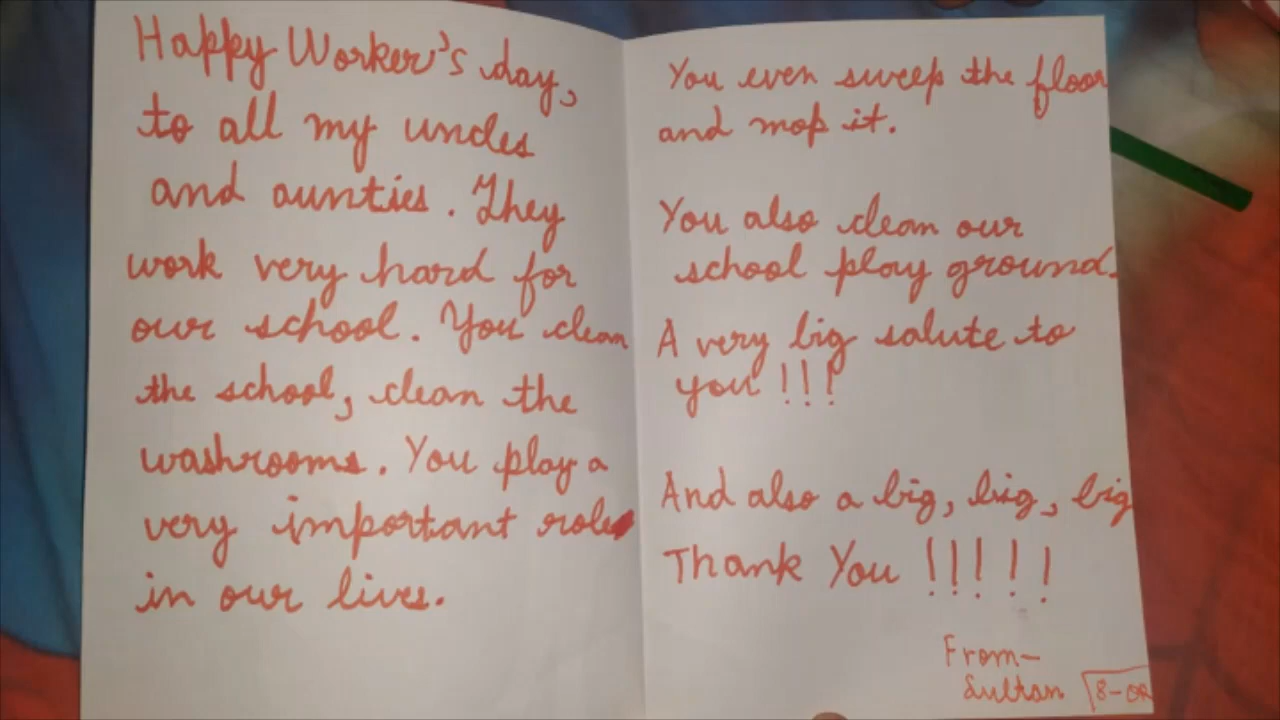 Happy Worker's day,
to all my uncles
and aunties. They
work very hard for
our school. You clean
the school, clean the
washrooms. You play a
very important role
in our lives.
You even sweep the floor
and mop it.
You also clean our
school play ground.
A very big salute to
you !!!
And also a big, big, big
Thank You !!!!!
From-
Sultan
8-OR